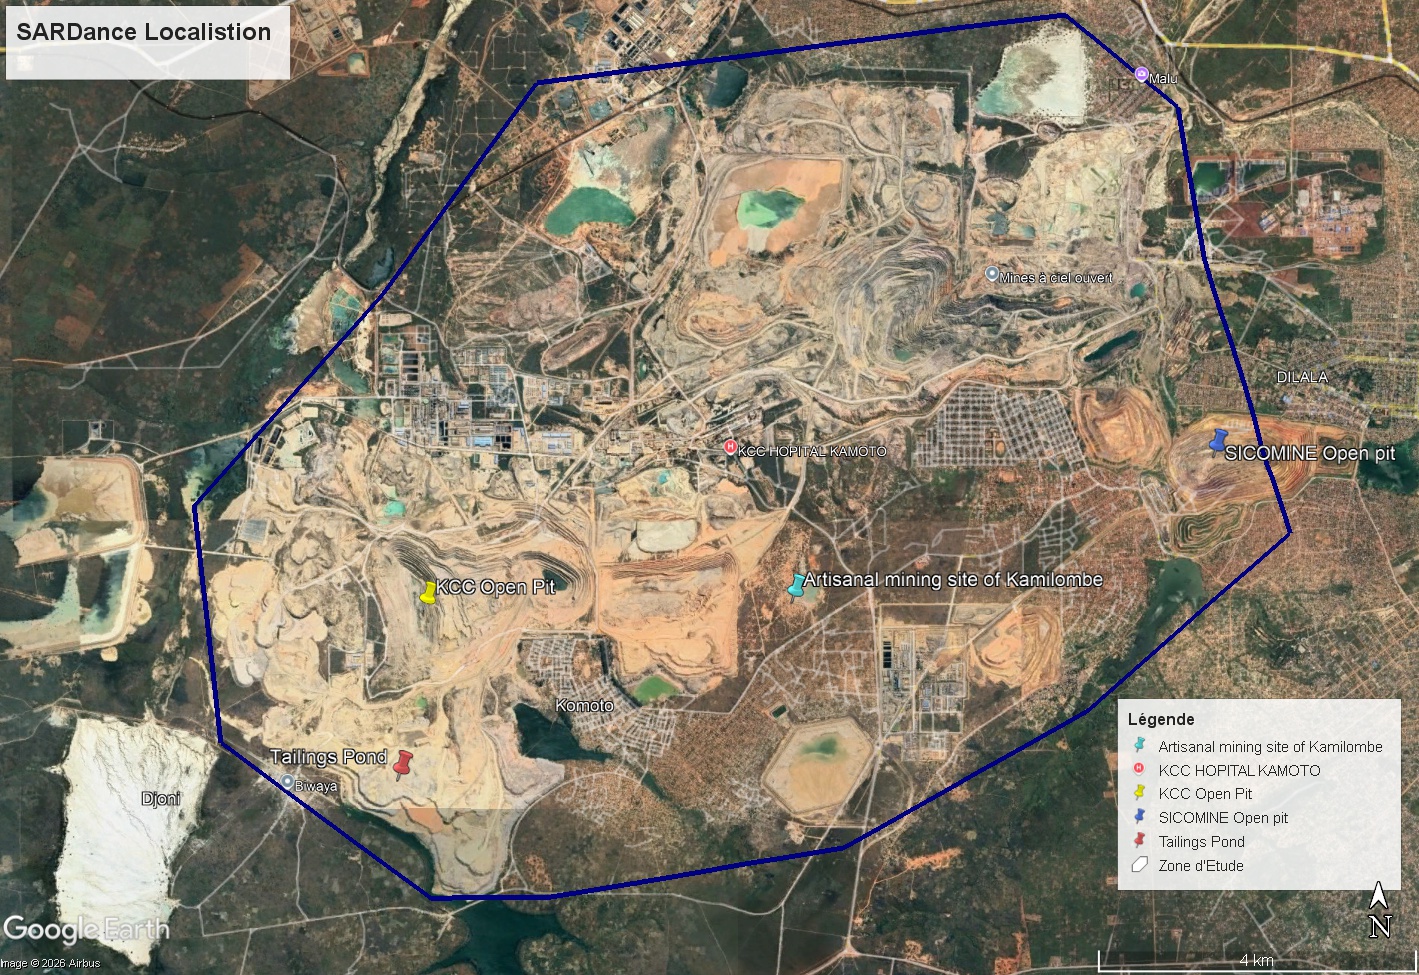 SARDance Localistion
Malu
Mines à ciel ouvert
DILALA
KCC HOPITAL KAMOTO
SICOMINE Open pit
KCC Open Pit
Artisanal mining site of Kamilombe
Komoto
Tailings Pond
Biwaya
Djoni
Légende
Artisanal mining site of Kamilombe
KCC HOPITAL KAMOTO
KCC Open Pit
SICOMINE Open pit
Tailings Pond
Zone d'Etude
N
Google Earth
Image © 2026 Airbus
4 km